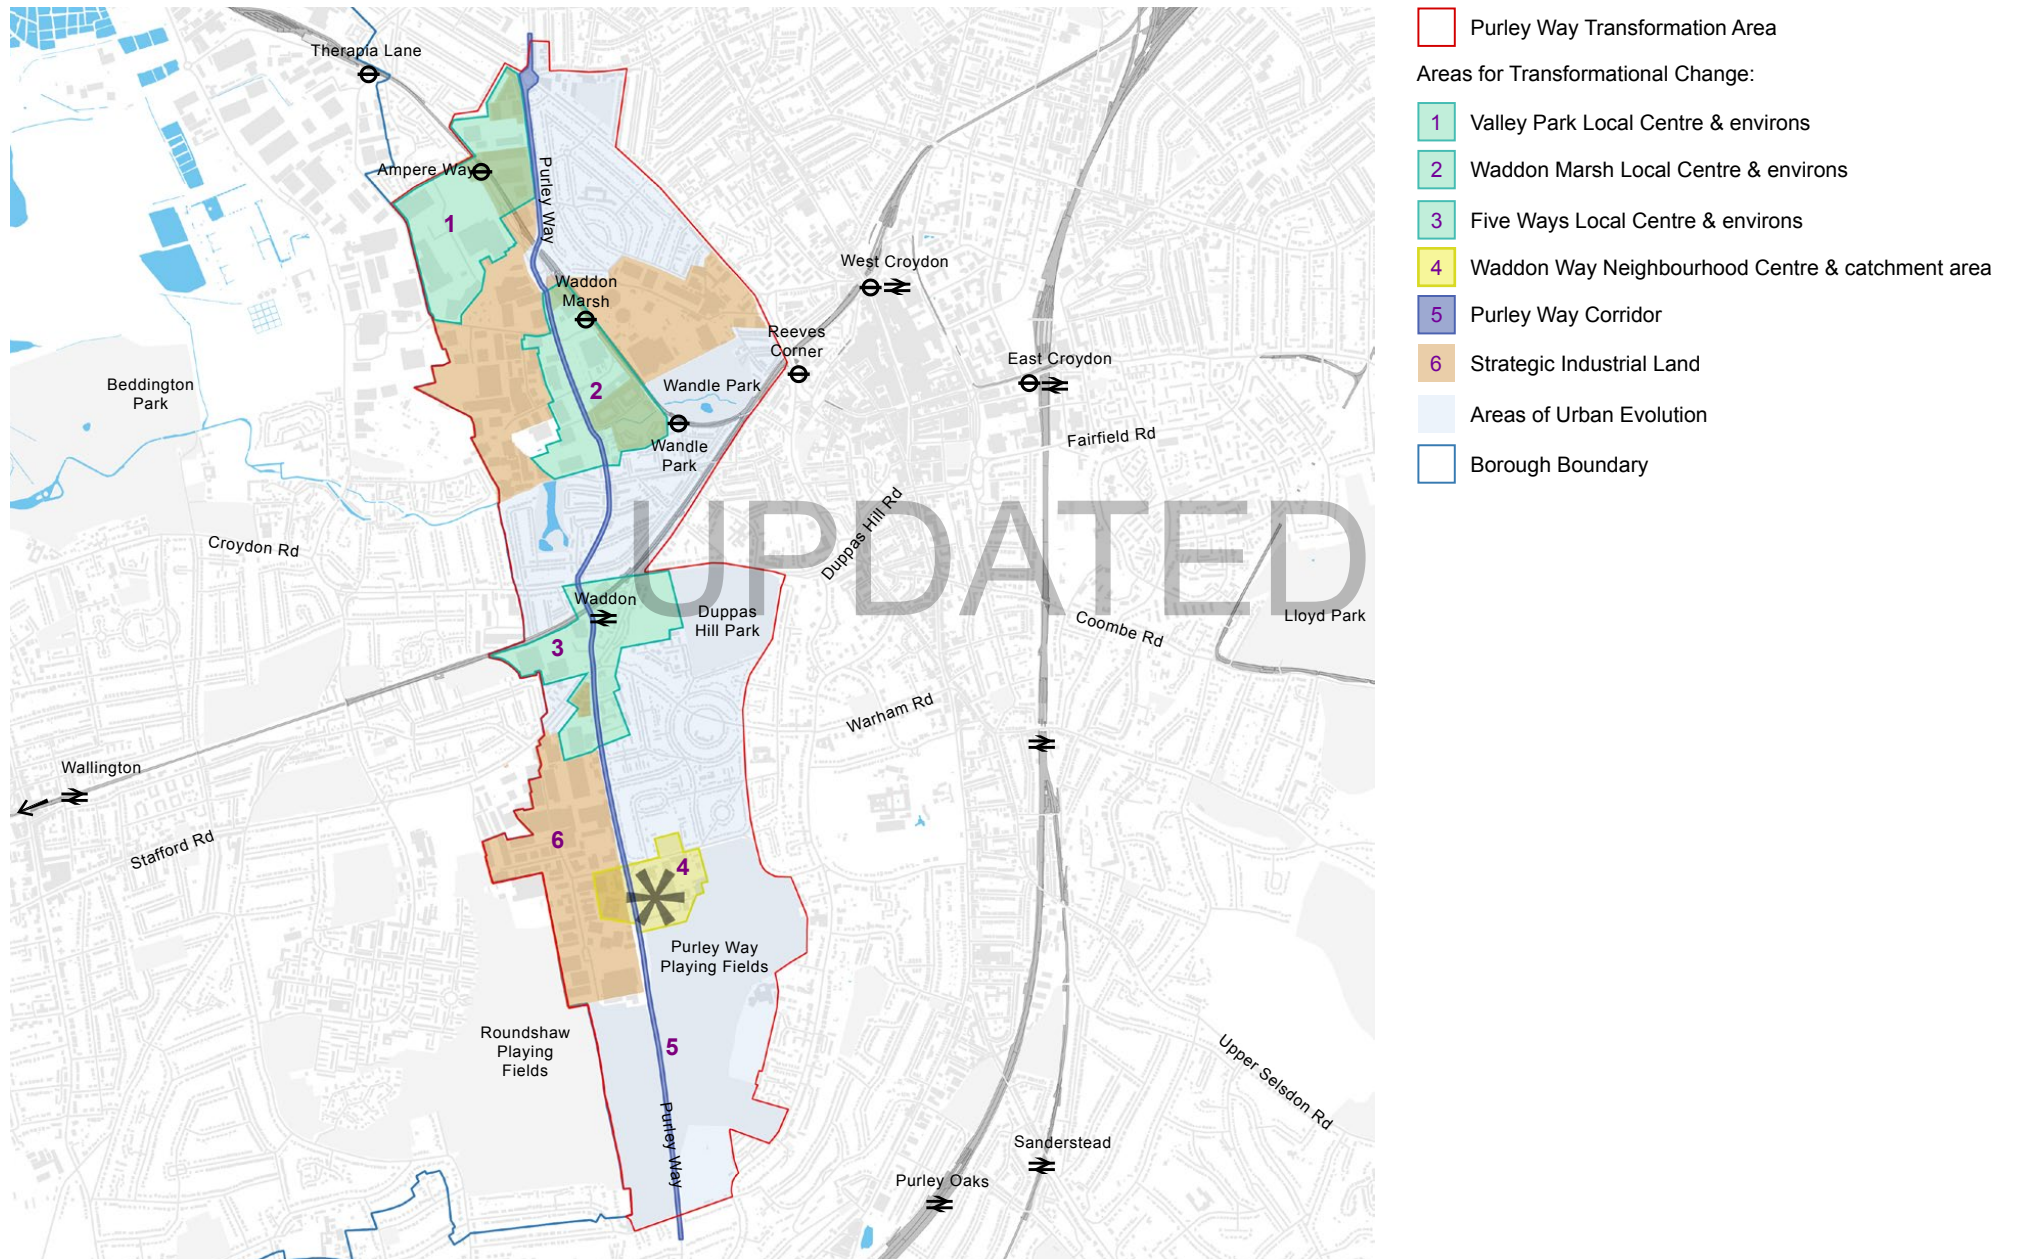 Therapia Lane
Ampere Way
Purley Way
1
Waddon
Marsh
West Croydon
Reeves
Corner
East Croydon
Beddington
Park
2
Wandle Park
Wandle
Park
Fairfield Rd
UPDATED
Duppas Hill Rd
Croydon Rd
Waddon
Duppas
Hill Park
Coombe Rd
Lloyd Park
3
Warham Rd
Wallington
Stafford Rd
6
4
Purley Way
Playing Fields
Roundshaw
Playing
Fields
5
Upper Selsdon Rd
Purley Way
Sanderstead
Purley Oaks
Purley Way Transformation Area
Areas for Transformational Change:
1 Valley Park Local Centre & environs
2 Waddon Marsh Local Centre & environs
3 Five Ways Local Centre & environs
4 Waddon Way Neighbourhood Centre & catchment area
5 Purley Way Corridor
6 Strategic Industrial Land
Areas of Urban Evolution
Borough Boundary